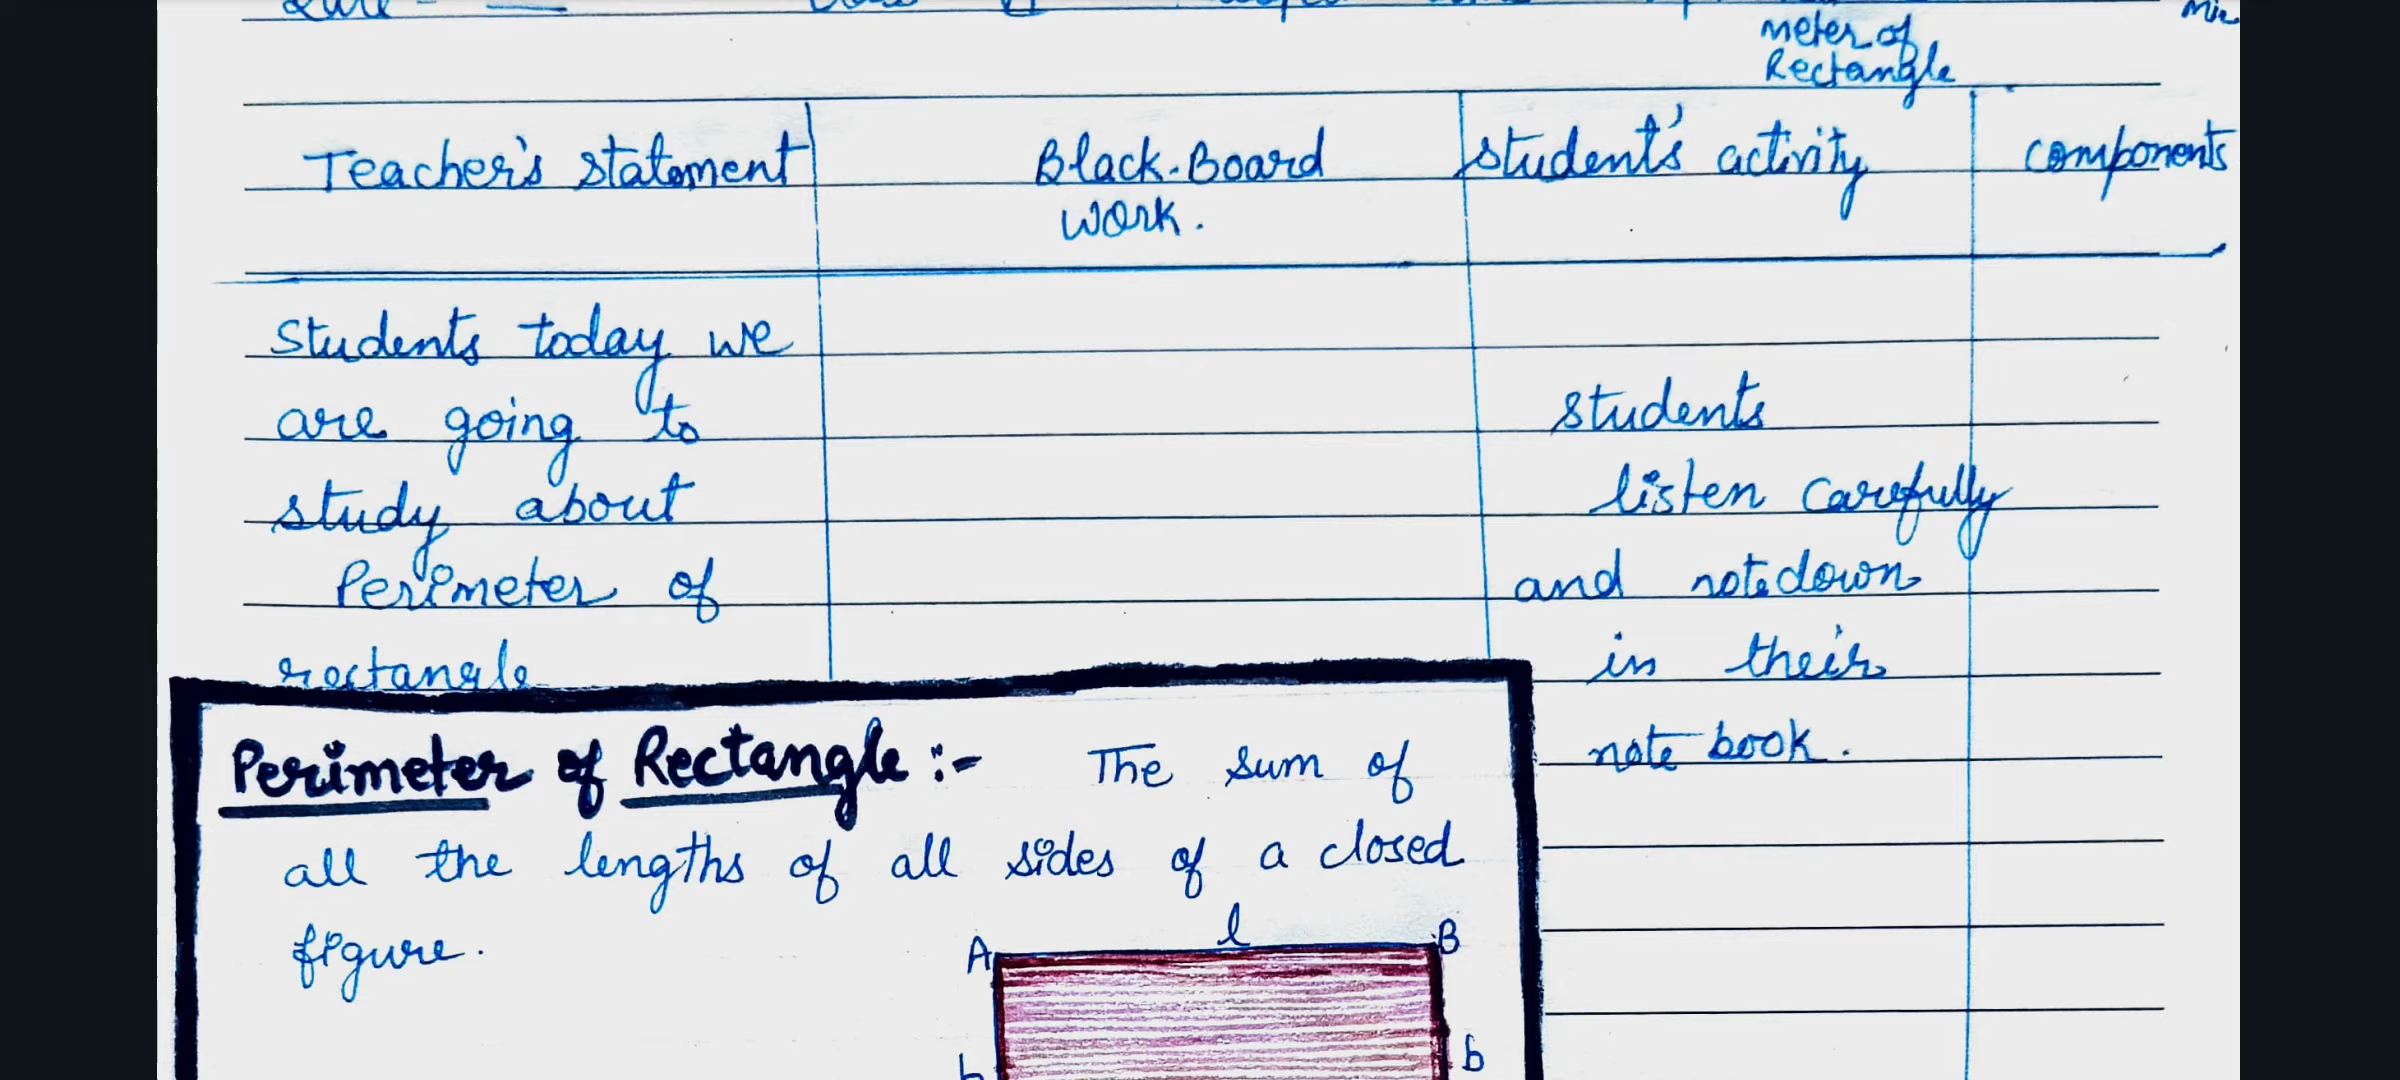 meter of
Rectangle
Teacher's statement
Black-Board
work.
student's activity
components
Students today we
are going to
study about
Perimeter of
rectangle
students
listen carefully
and notedown
in their
note book.
Perimeter of Rectangle :- The sum of
all the lengths of all sides of a closed
figure.
A l B
b b